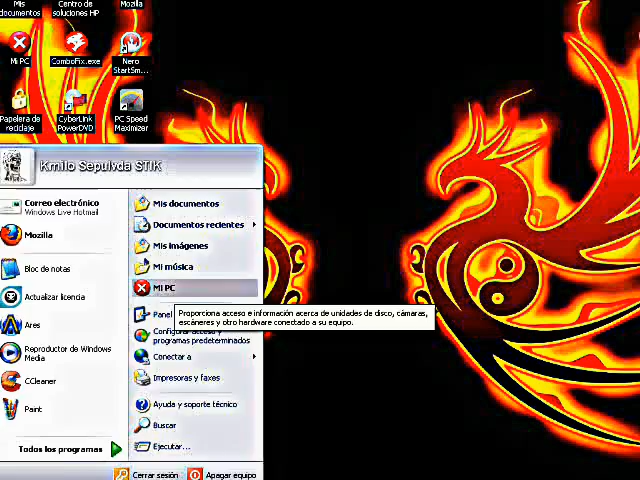 Mis
documentos
Centro de
soluciones HP
Mozilla
Mi PC
ComboFix.exe
Nero
StartSm...
Papelera de
reciclaje
CyberLink
PowerDVD
PC Speed
Maximizer
Kmilo Sepulvda STIK
Correo electrónico
Windows Live Hotmail
Mozilla
Bloc de notas
Actualizar licencia
Ares
Reproductor de Windows
Media
CCleaner
Paint
Todos los programas
Mis documentos
Documentos recientes
Mis imágenes
Mi música
Mi PC
Panel
Proporciona acceso e información acerca de unidades de disco, cámaras,
escáneres y otro hardware conectado a su equipo.
Configurar acceso y
programas predeterminados
Conectar a
Impresoras y faxes
Ayuda y soporte técnico
Buscar
Ejecutar...
Cerrar sesión
Apagar equipo